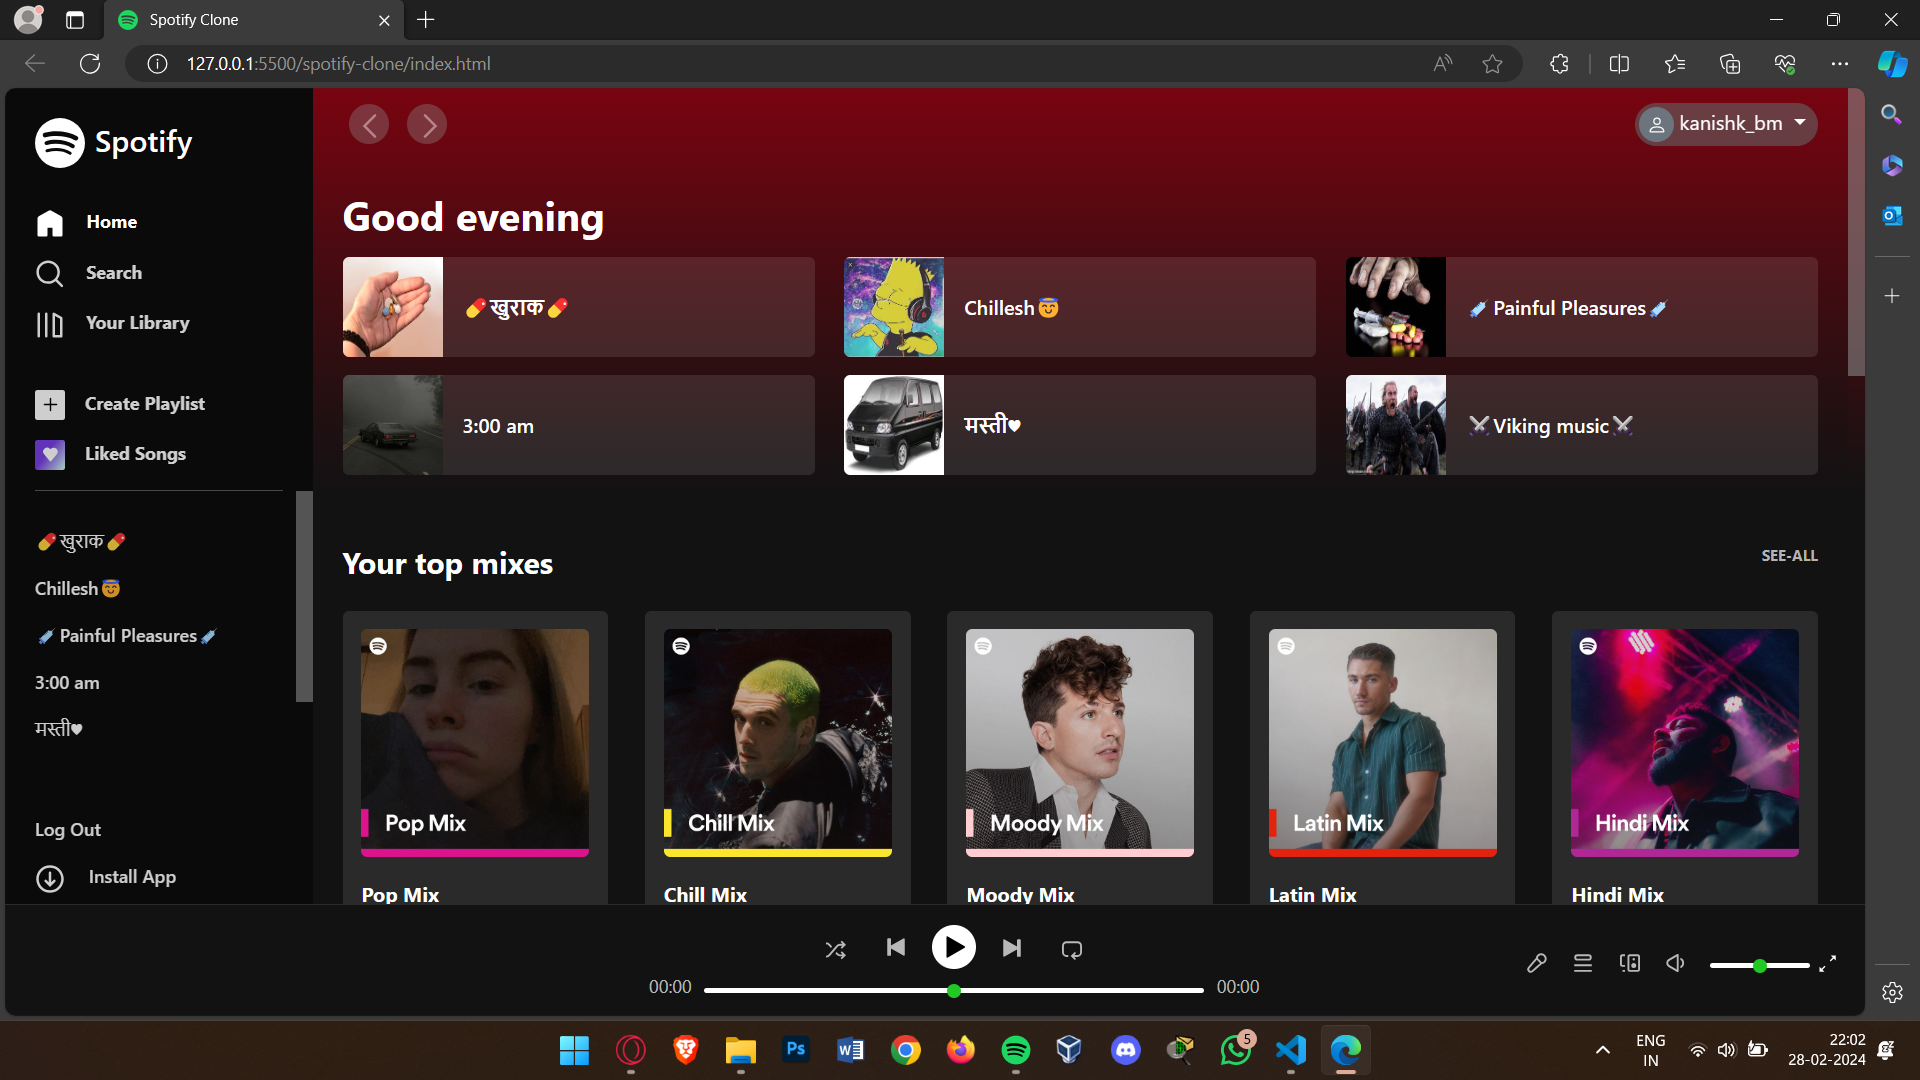 Spotify Clone
127.0.0.1:5500/spotify-clone/index.html
Spotify
Home
Search
Your Library
Create Playlist
Liked Songs
💊खुराक💊
Chillesh😇
💉Painful Pleasures💉
3:00 am
मस्ती♥
Log Out
Install App
kanishk_bm
Good evening
💊खुराक💊
Chillesh😇
💉Painful Pleasures💉
3:00 am
मस्ती♥
⚔️Viking music⚔️
Your top mixes
SEE-ALL
Pop Mix
Chill Mix
Moody Mix
Latin Mix
Hindi Mix
Pop Mix
Chill Mix
Moody Mix
Latin Mix
Hindi Mix
00:00
00:00
Ps
W
5
ENG
IN
22:02
28-02-2024